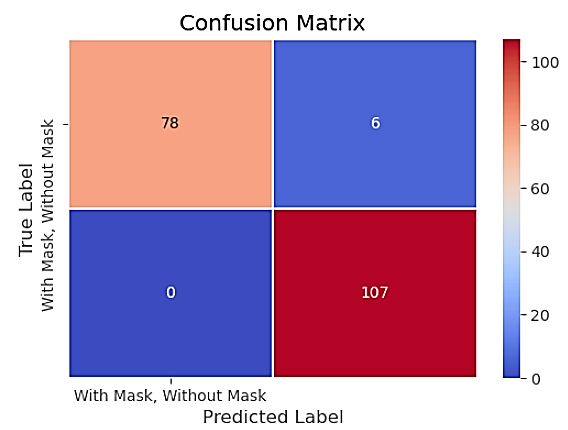 Confusion Matrix
True Label
With Mask, Without Mask
78
6
0
107
With Mask, Without Mask
Predicted Label
100
80
60
40
20
0